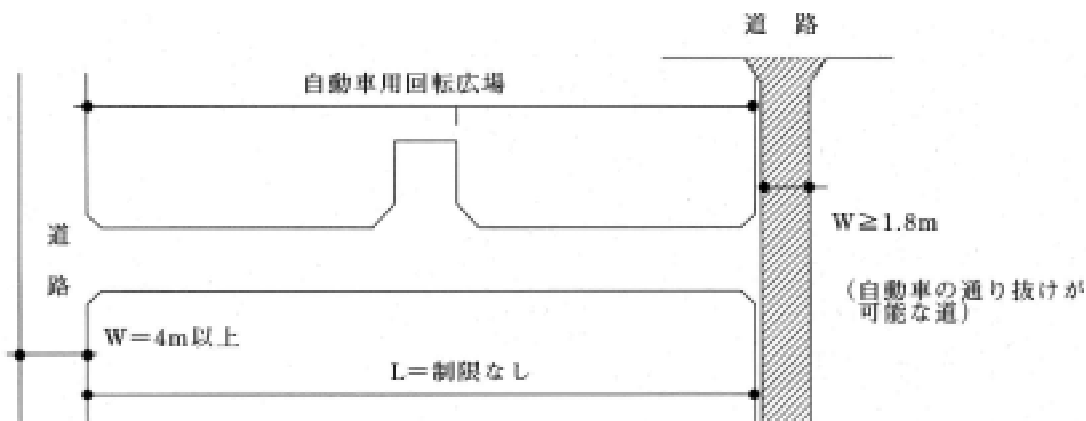 道 路
自動車用回転広場
道
路
W≧1.8m
(自動車の通り抜けが
可能な道)
W=4m以上
L=制限なし